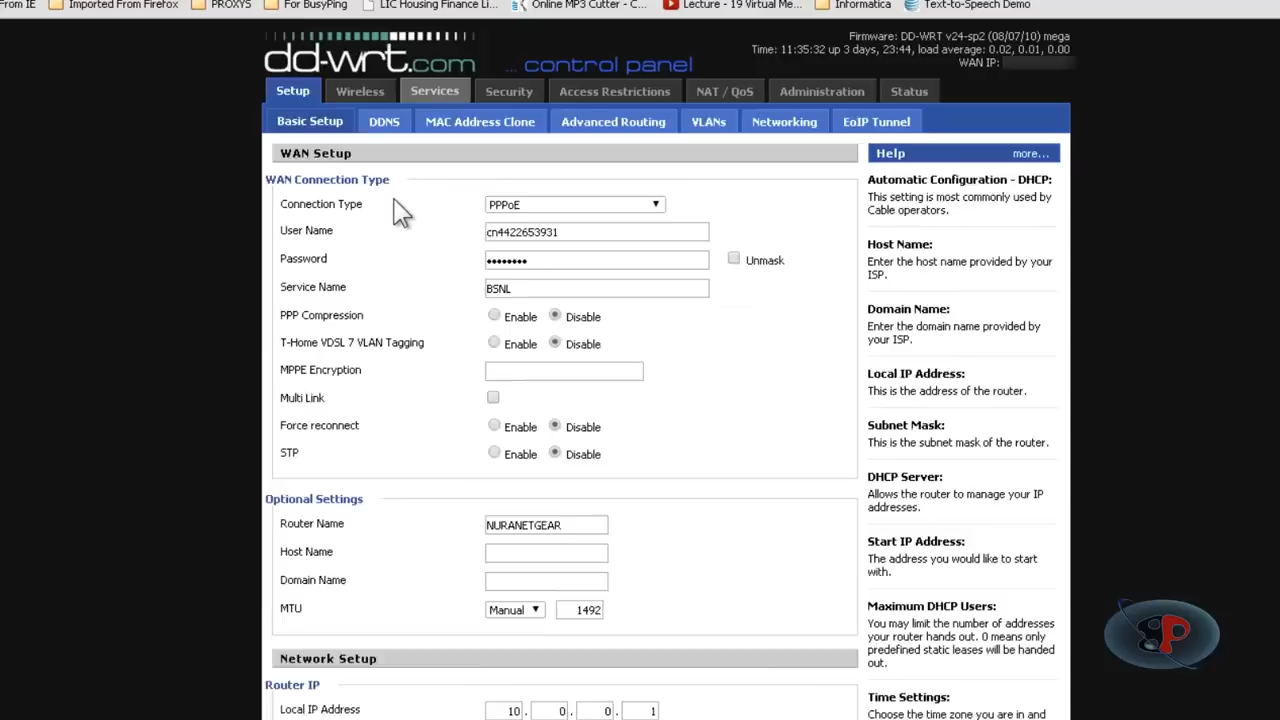 om IE Imported From Firefox PROXYS For BusyPing LIC Housing Finance Li... Online MP3 Cutter - C... Lecture - 19 Virtual Me... Informatica Text-to-Speech Demo
Firmware: DD-WRT v24-sp2 (08/07/10) mega
Time: 11:35:32 up 3 days, 23:44, load average: 0.02, 0.01, 0.00
WAN IP:
dd-wrt.com ... control panel
Setup Wireless Services Security Access Restrictions NAT / QoS Administration Status
Basic Setup DDNS MAC Address Clone Advanced Routing VLANs Networking EoIP Tunnel
WAN Setup
WAN Connection Type
Connection Type PPPoE
User Name cn4422653931
Password •••••••• Unmask
Service Name BSNL
PPP Compression Enable Disable
T-Home VDSL 7 VLAN Tagging Enable Disable
MPPE Encryption
Multi Link
Force reconnect Enable Disable
STP Enable Disable
Optional Settings
Router Name NURANETGEAR
Host Name
Domain Name
MTU Manual 1492
Network Setup
Router IP
Local IP Address 10 . 0 . 0 . 1
Help more...
Automatic Configuration - DHCP:
This setting is most commonly used by
Cable operators.
Host Name:
Enter the host name provided by your
ISP.
Domain Name:
Enter the domain name provided by
your ISP.
Local IP Address:
This is the address of the router.
Subnet Mask:
This is the subnet mask of the router.
DHCP Server:
Allows the router to manage your IP
addresses.
Start IP Address:
The address you would like to start
with.
Maximum DHCP Users:
You may limit the number of addresses
your router hands out. 0 means only
predefined static leases will be handed
out.
Time Settings:
Choose the time zone you are in and
P